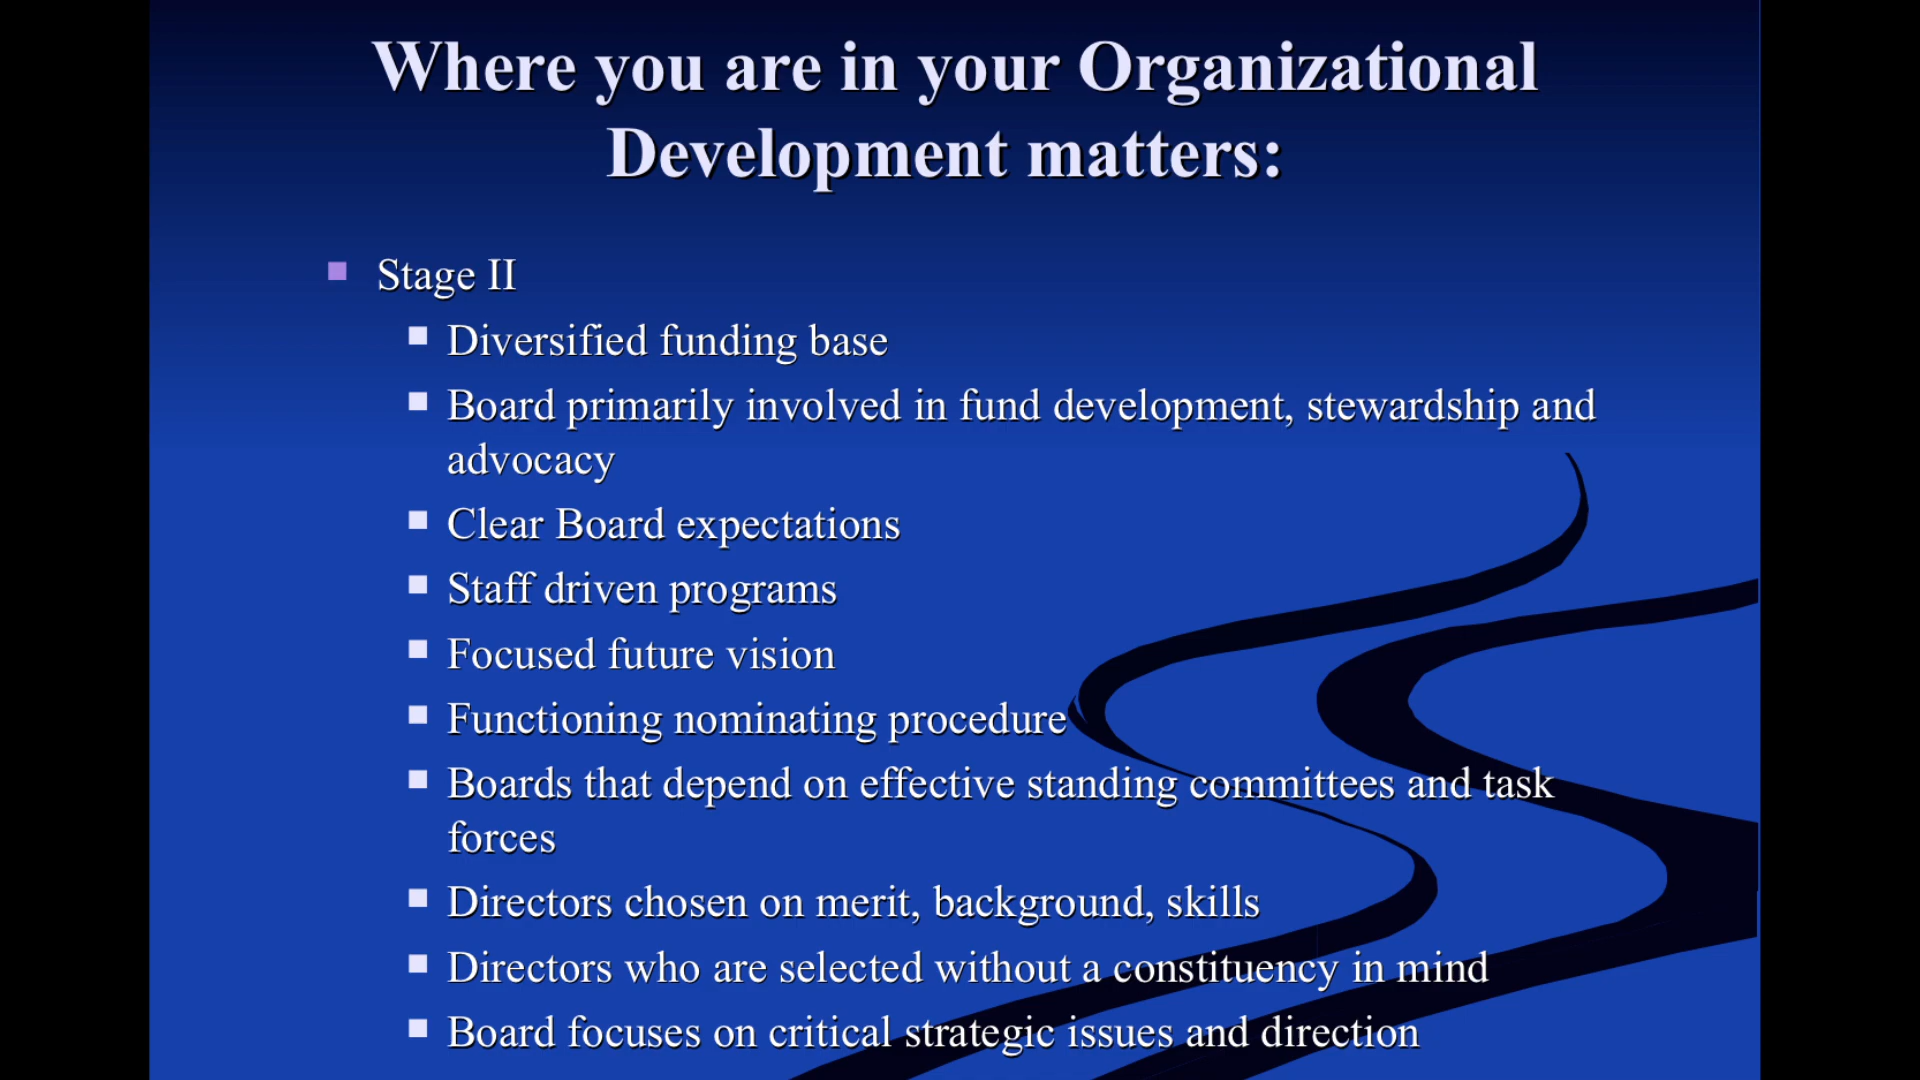 Where you are in your Organizational
Development matters:
Stage II
Diversified funding base
Board primarily involved in fund development, stewardship and
advocacy
Clear Board expectations
Staff driven programs
Focused future vision
Functioning nominating procedure
Boards that depend on effective standing committees and task
forces
Directors chosen on merit, background, skills
Directors who are selected without a constituency in mind
Board focuses on critical strategic issues and direction